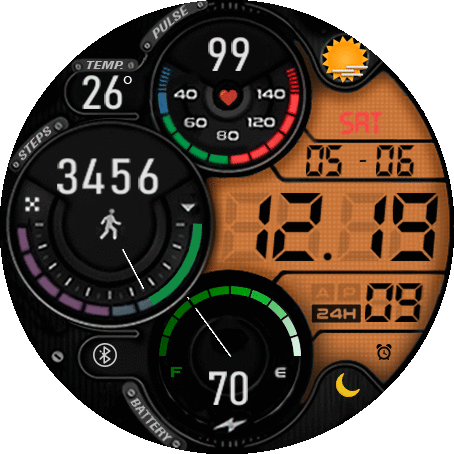 PULSE
TEMP.
26°
99
40 140
60 120
80
SAT
05 - 06
STEPS
3456
12.19
A P
24H
09
F E
70
BATTERY